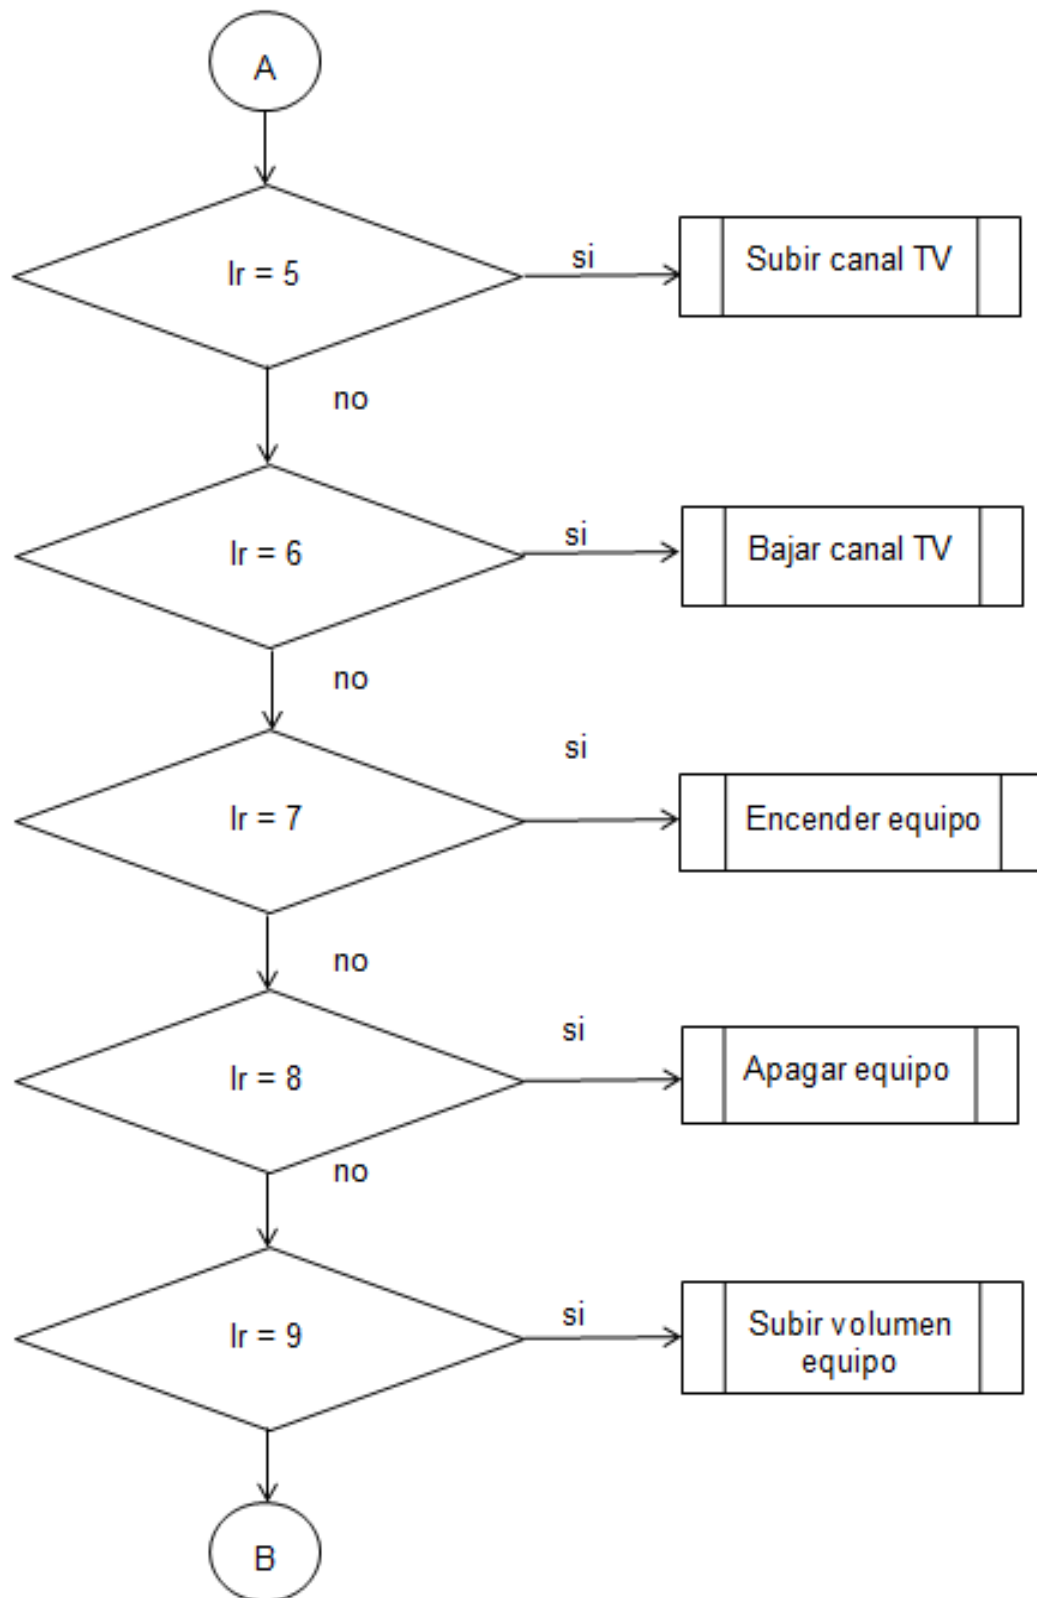 A
Ir = 5
si
Subir canal TV
no
Ir = 6
si
Bajar canal TV
no
Ir = 7
si
Encender equipo
no
Ir = 8
si
Apagar equipo
no
Ir = 9
si
Subir volumen
equipo
B